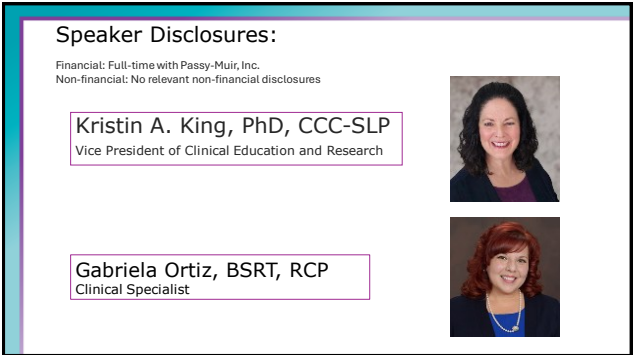 Speaker Disclosures:
Financial: Full-time with Passy-Muir, Inc.
Non-financial: No relevant non-financial disclosures
Kristin A. King, PhD, CCC-SLP
Vice President of Clinical Education and Research
Gabriela Ortiz, BSRT, RCP
Clinical Specialist